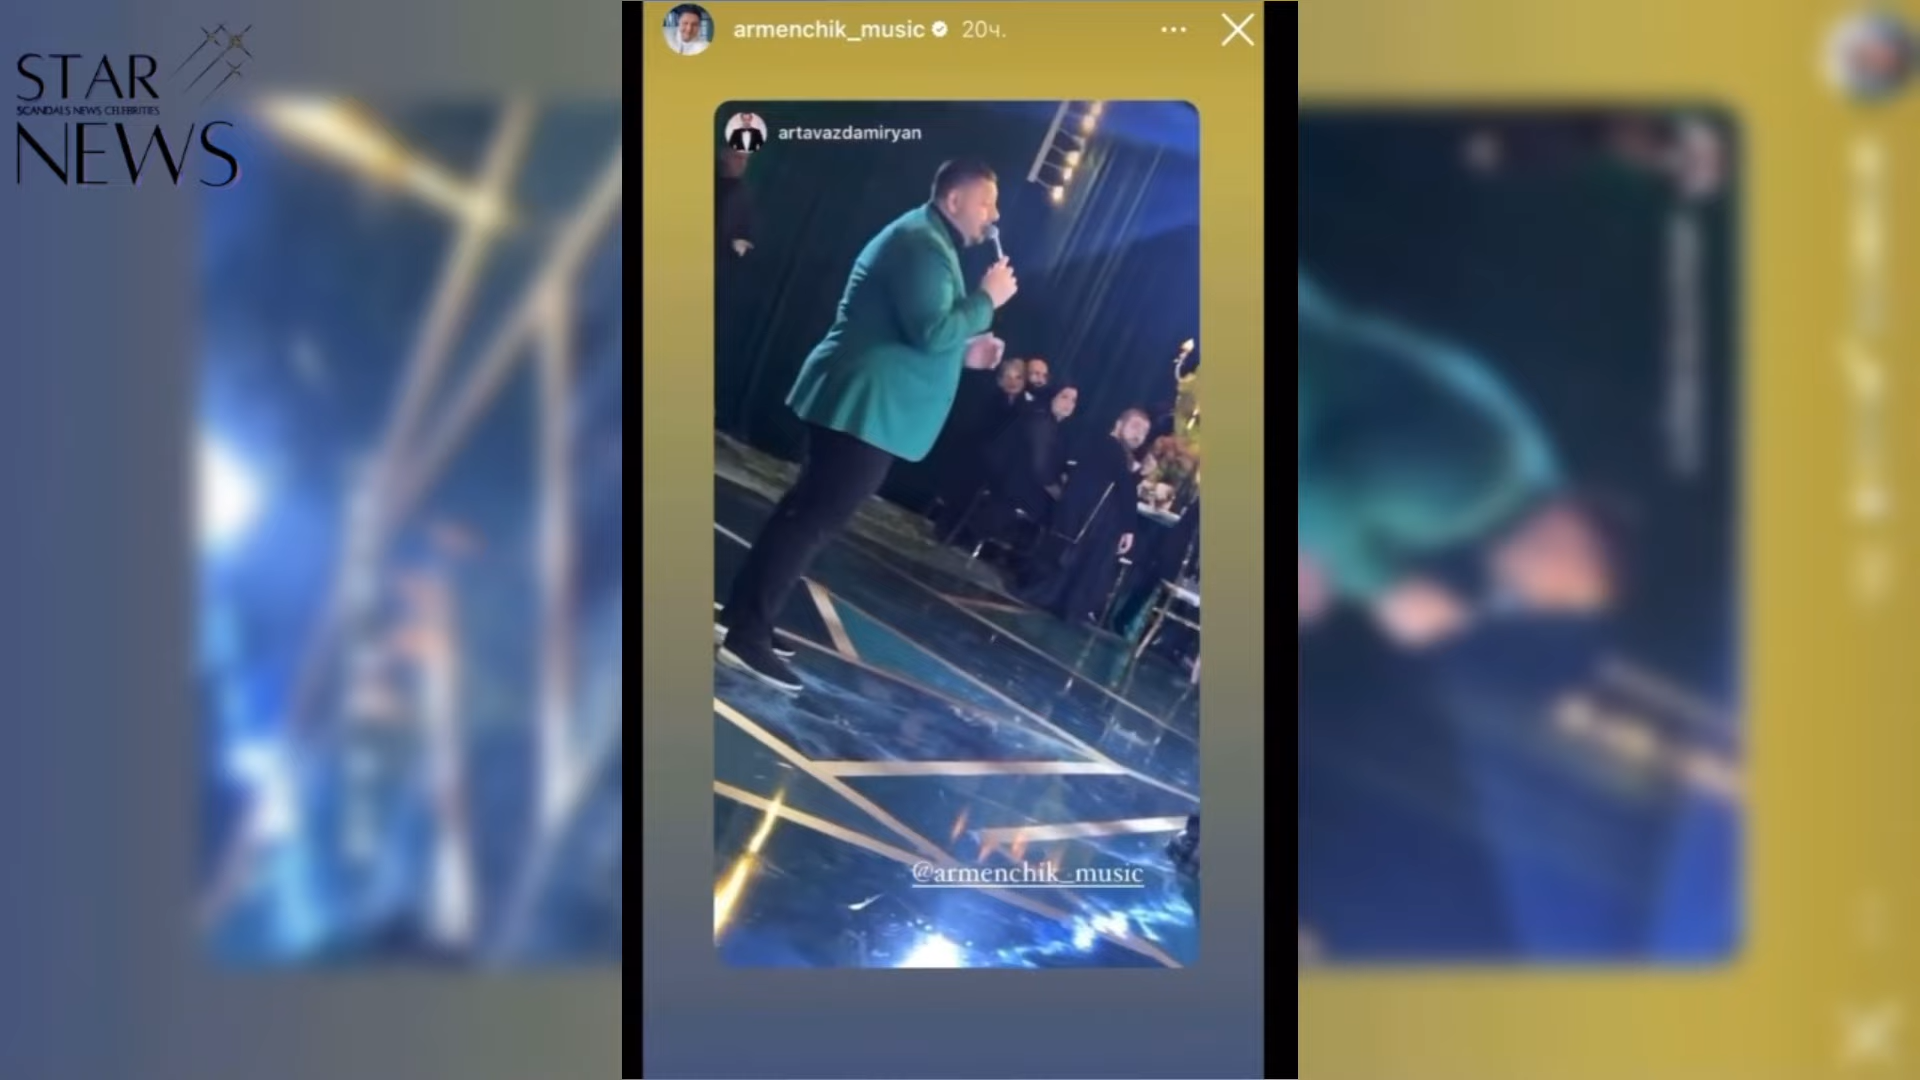 STAR
SCANDALS NEWS CELEBRITIES
NEWS
armenchik_music 20ч.
artavazdamiryan
@armenchik_music